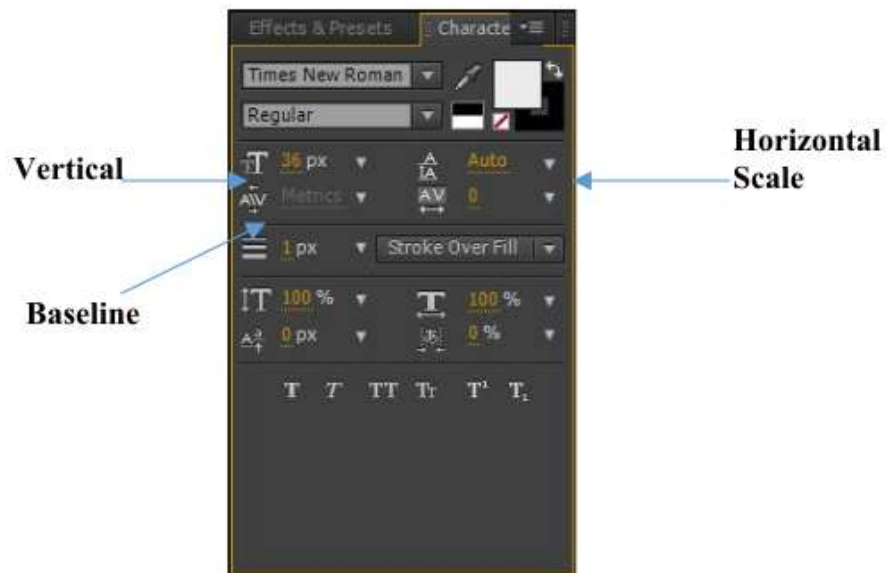 Effects & Presets Characte
Times New Roman
Regular
Vertical
36 px Auto
Metrics 0
Horizontal
Scale
1 px Stroke Over Fill
Baseline
100 % 100 %
0 px 0 %
T T TT Tr T¹ T₁